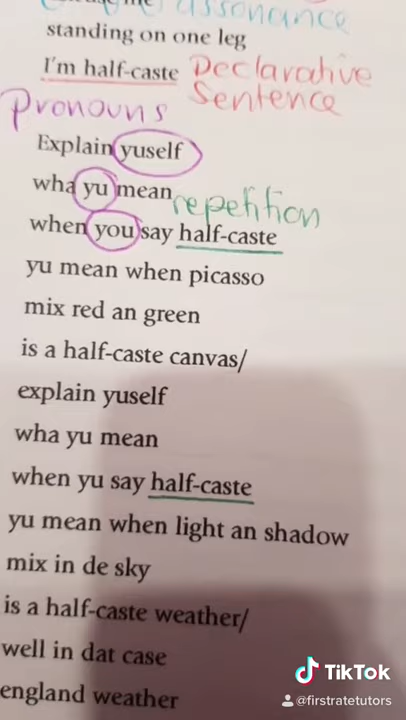 assonance
standing on one leg
I'm half-caste Declarative
Sentence
Pronouns
Explain yuself
wha yu mean repetition
when you say half-caste
yu mean when picasso
mix red an green
is a half-caste canvas/
explain yuself
wha yu mean
when yu say half-caste
yu mean when light an shadow
mix in de sky
is a half-caste weather/
well in dat case
england weather
TikTok
@firstratetutors